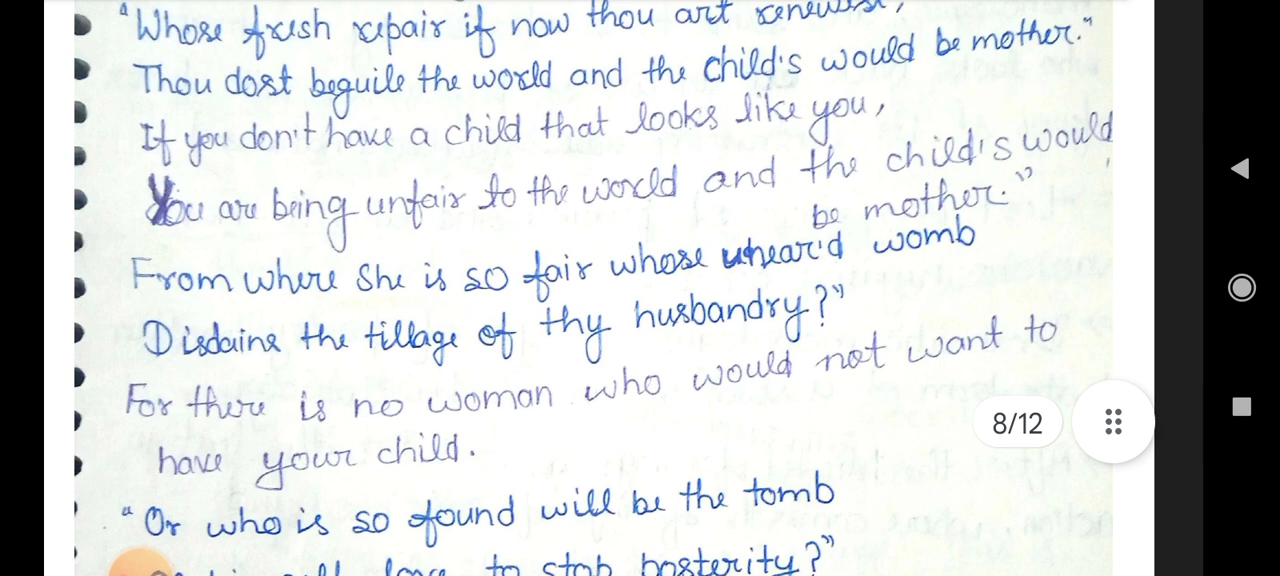 "Whose fresh repair if now thou art renewest,
Thou dost beguile the world and the child's would be mother."
If you don't have a child that looks like you,
You are being unfair to the world and the child's would
be mother."
From where She is so fair whose unear'd womb
Disdains the tillage of thy husbandry?"
For there is no woman who would not want to
have your child.
8/12
"Or who is so found will be the tomb
to stop posterity?"